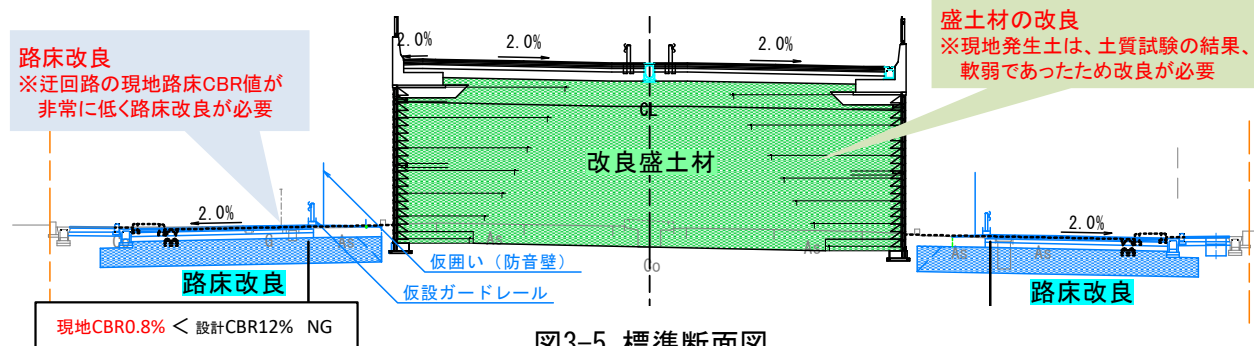 路床改良
※迂回路の現地路床CBR値が
非常に低く路床改良が必要
盛土材の改良
※現地発生土は、土質試験の結果、
軟弱であったため改良が必要
2.0%
2.0%
2.0%
CL
改良盛土材
2.0%
2.0%
G
As
As
Co
As
As
As
仮囲い（防音壁）
仮設ガードレール
路床改良
路床改良
現地CBR0.8% < 設計CBR12% NG
図3-5 標準断面図